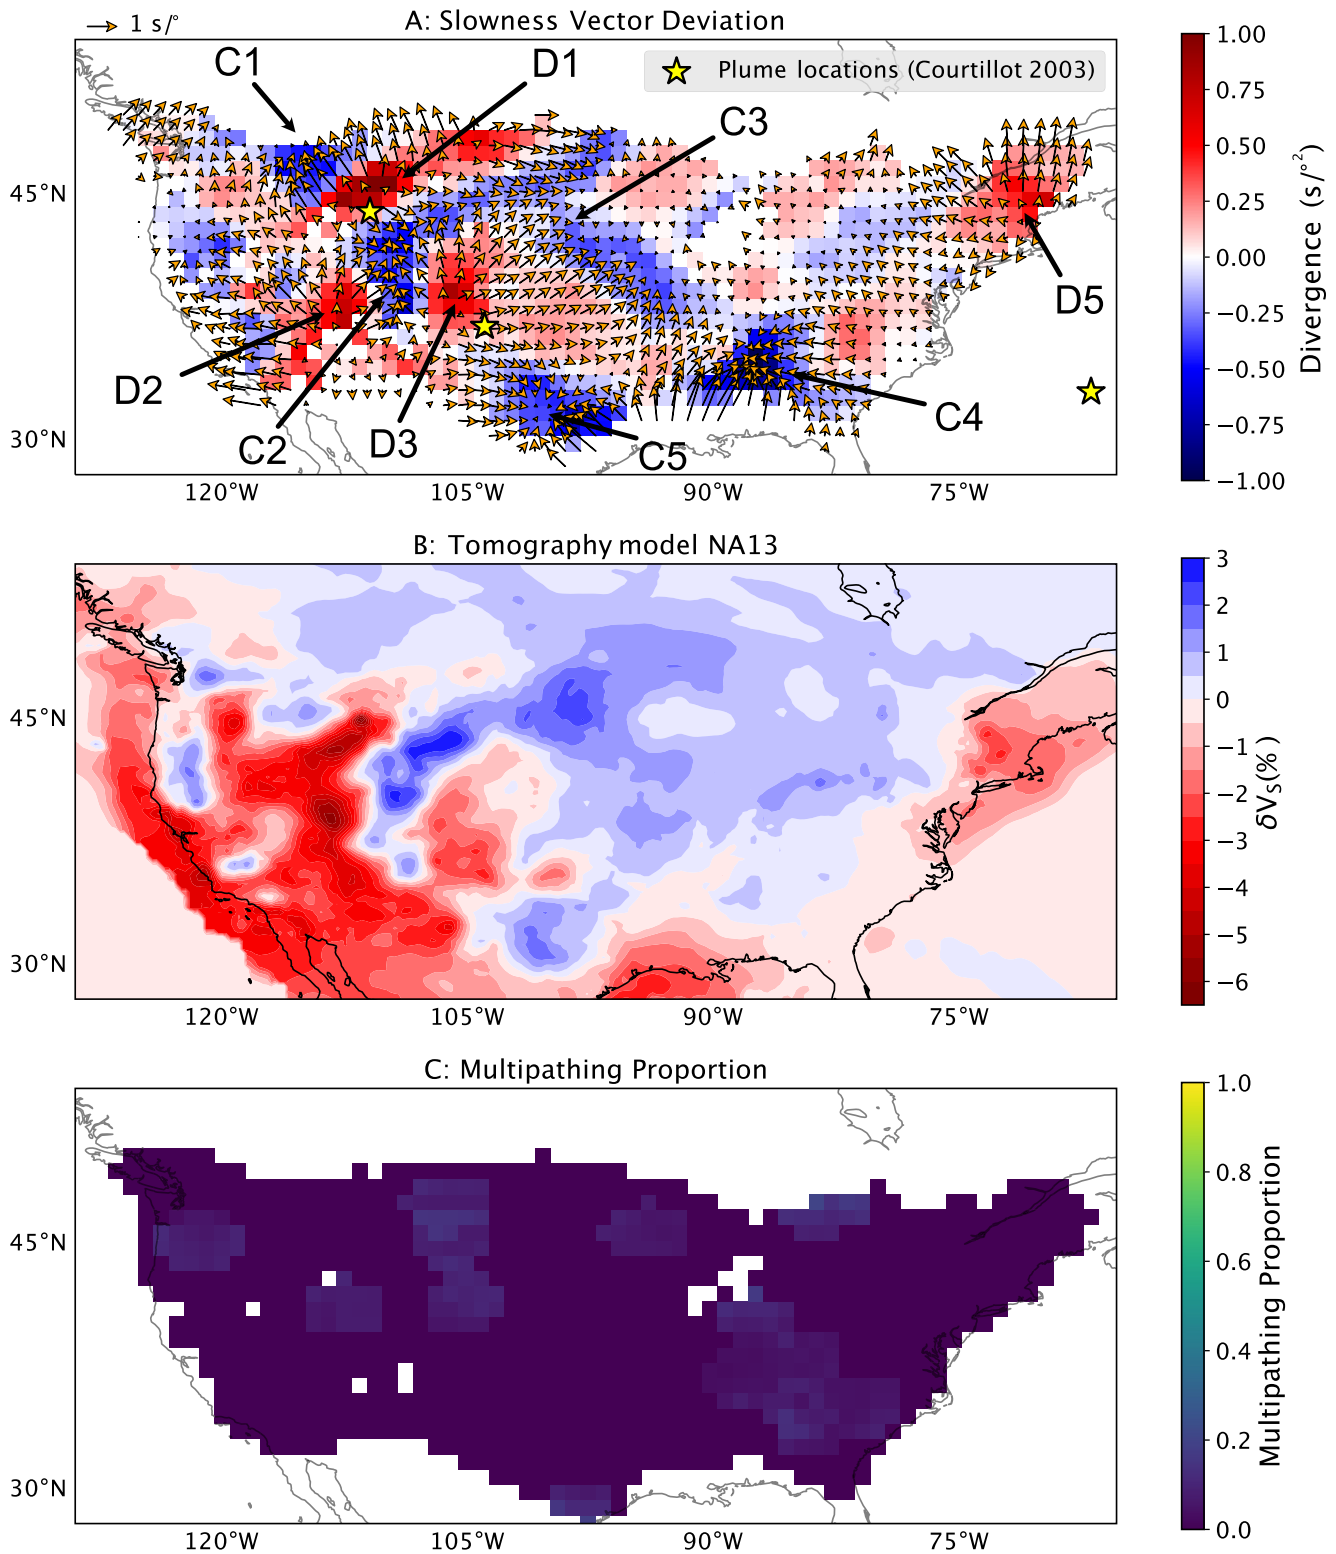 1 s/°
A: Slowness Vector Deviation
Plume locations (Courtillot 2003)
C1
D1
C3
D5
D2
C2
D3
C5
C4
45°N
30°N
120°W
105°W
90°W
75°W
1.00
0.75
0.50
0.25
0.00
−0.25
−0.50
−0.75
−1.00
Divergence (s/°²)
B: Tomography model NA13
45°N
30°N
120°W
105°W
90°W
75°W
3
2
1
0
−1
−2
−3
−4
−5
−6
δVS(%)
C: Multipathing Proportion
45°N
30°N
120°W
105°W
90°W
75°W
1.0
0.8
0.6
0.4
0.2
0.0
Multipathing Proportion